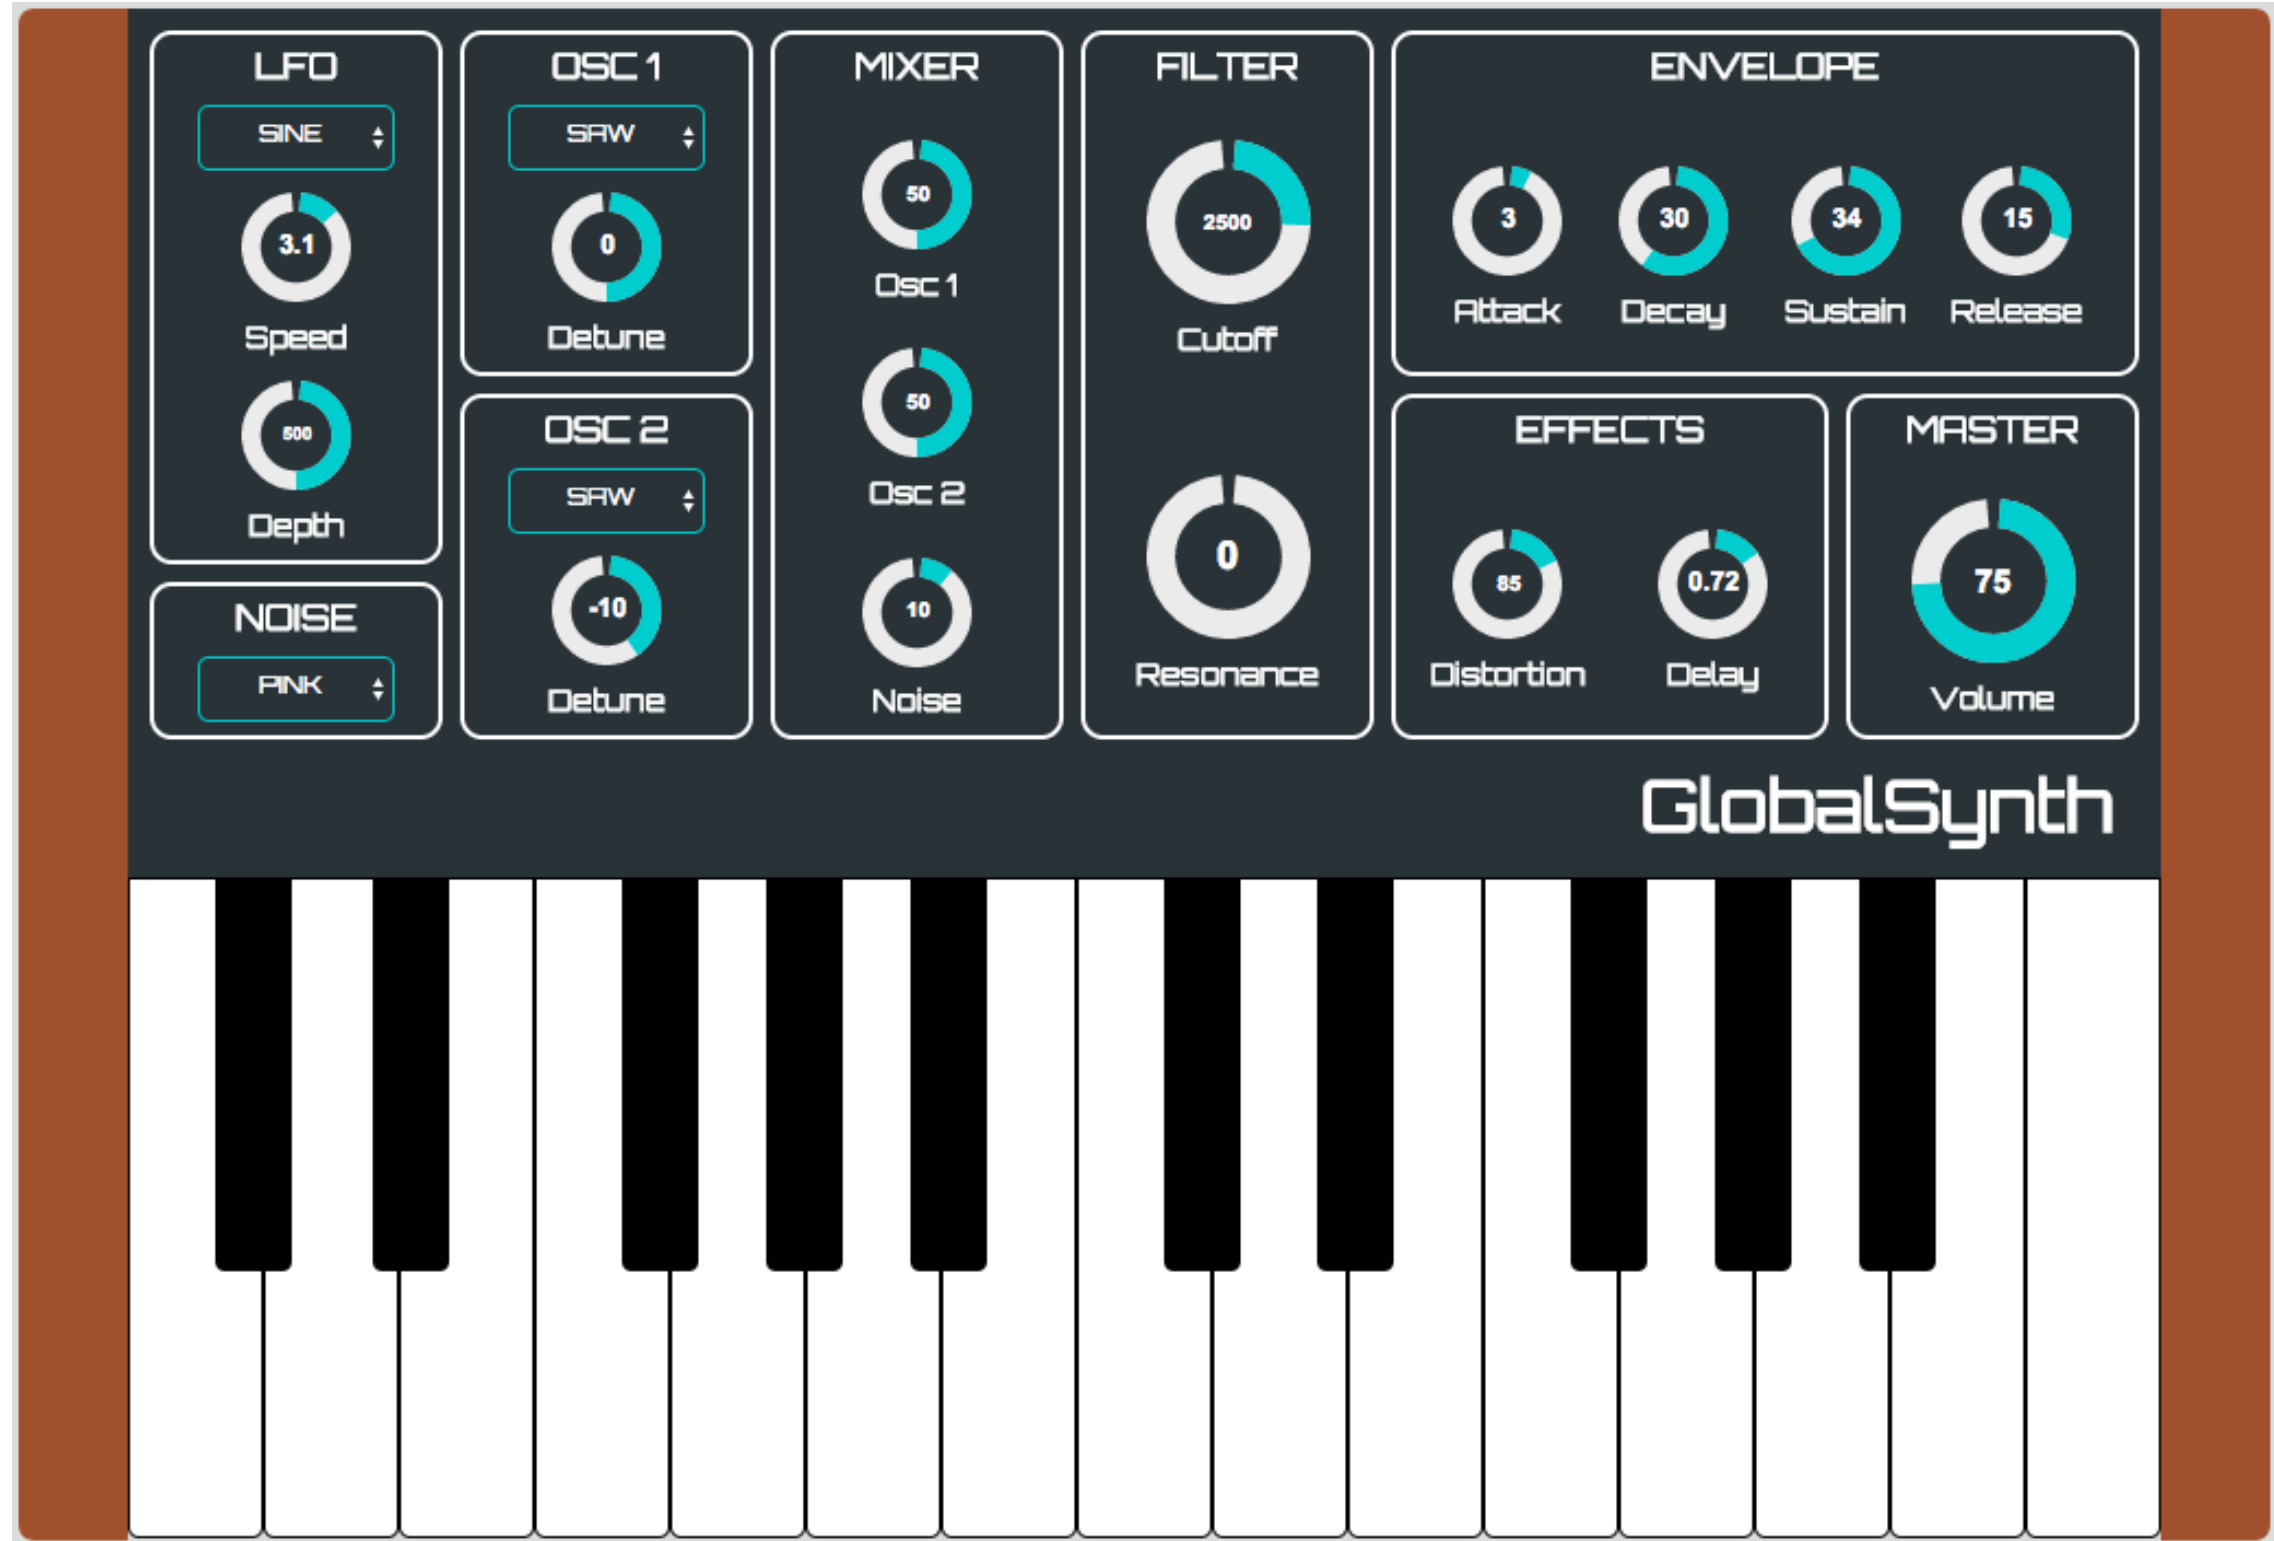 LFO
SINE
3.1
Speed
500
Depth
NOISE
PINK
OSC 1
SAW
0
Detune
OSC 2
SAW
-10
Detune
MIXER
50
Osc 1
50
Osc 2
10
Noise
FILTER
2500
Cutoff
0
Resonance
ENVELOPE
3 30 34 15
Attack Decay Sustain Release
EFFECTS
85 0.72
Distortion Delay
MASTER
75
Volume
GlobalSynth